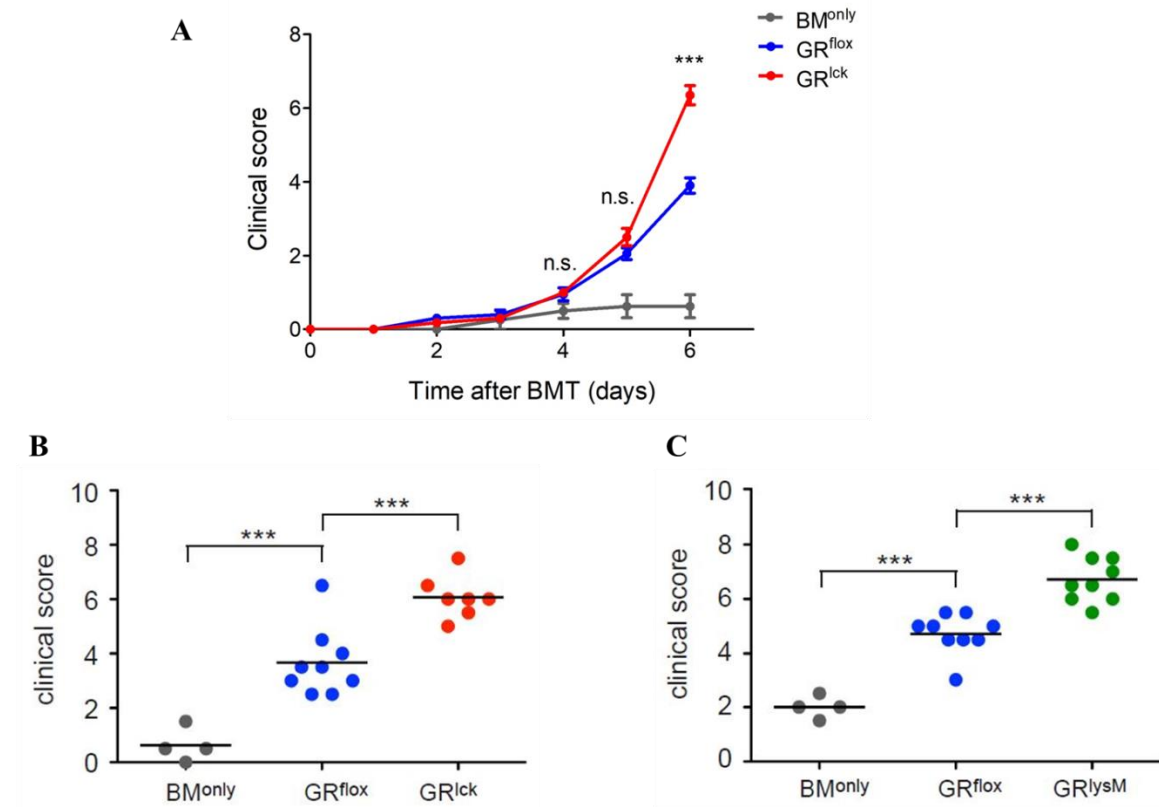 A
Clinical score
8
6
4
2
0
0 2 4 6
Time after BMT (days)
n.s.
n.s.
***
BMonly
GRflox
GRlck
B
clinical score
10
8
6
4
2
0
***
***
BMonly GRflox GRlck
C
clinical score
10
8
6
4
2
0
***
***
BMonly GRflox GRlysM